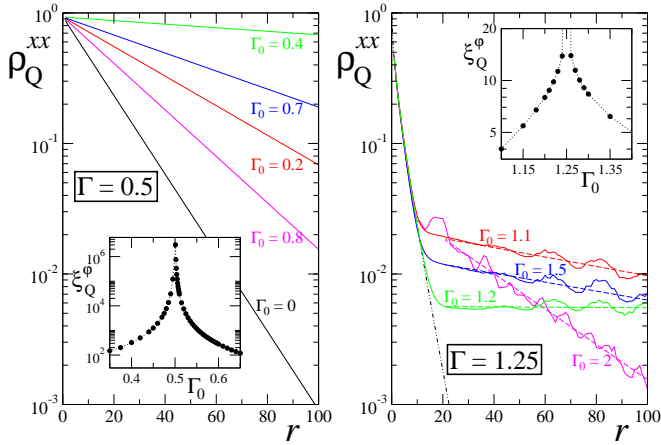 10^0
10^-1
10^-2
10^-3
ρ_Q^xx
Γ_0 = 0.4
Γ_0 = 0.7
Γ_0 = 0.2
Γ_0 = 0.8
Γ_0 = 0
Γ = 0.5
ξ_Q^φ
10^6
10^4
10^2
0.4 0.5 0.6
Γ_0
0 20 40 60 80 100
r
10^0
10^-1
10^-2
10^-3
ρ_Q^xx
ξ_Q^φ
20
10
5
1.15 1.25 1.35
Γ_0
Γ_0 = 1.1
Γ_0 = 1.5
Γ_0 = 1.2
Γ_0 = 2
Γ = 1.25
0 20 40 60 80 100
r